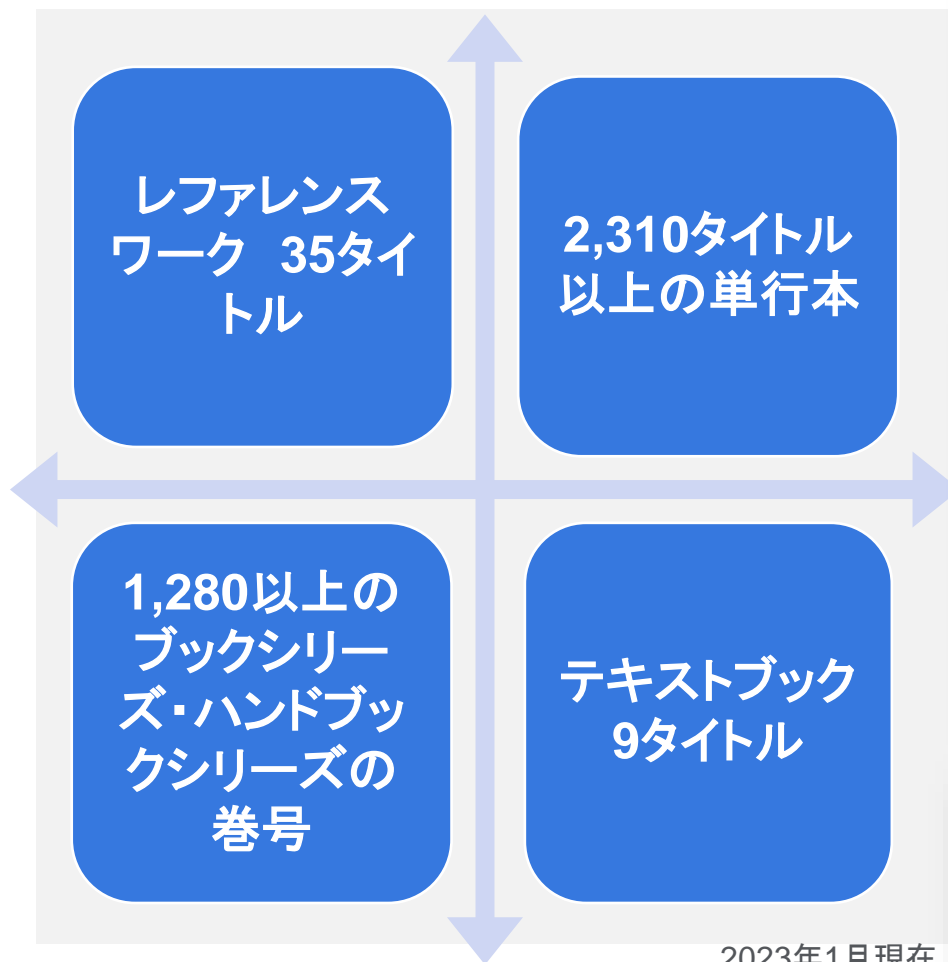 レファレンス
ワーク　35タイ
トル
2,310タイトル
以上の単行本
1,280以上の
ブックシリー
ズ・ハンドブッ
クシリーズの
巻号
テキストブック
9タイトル
2023年1月現在